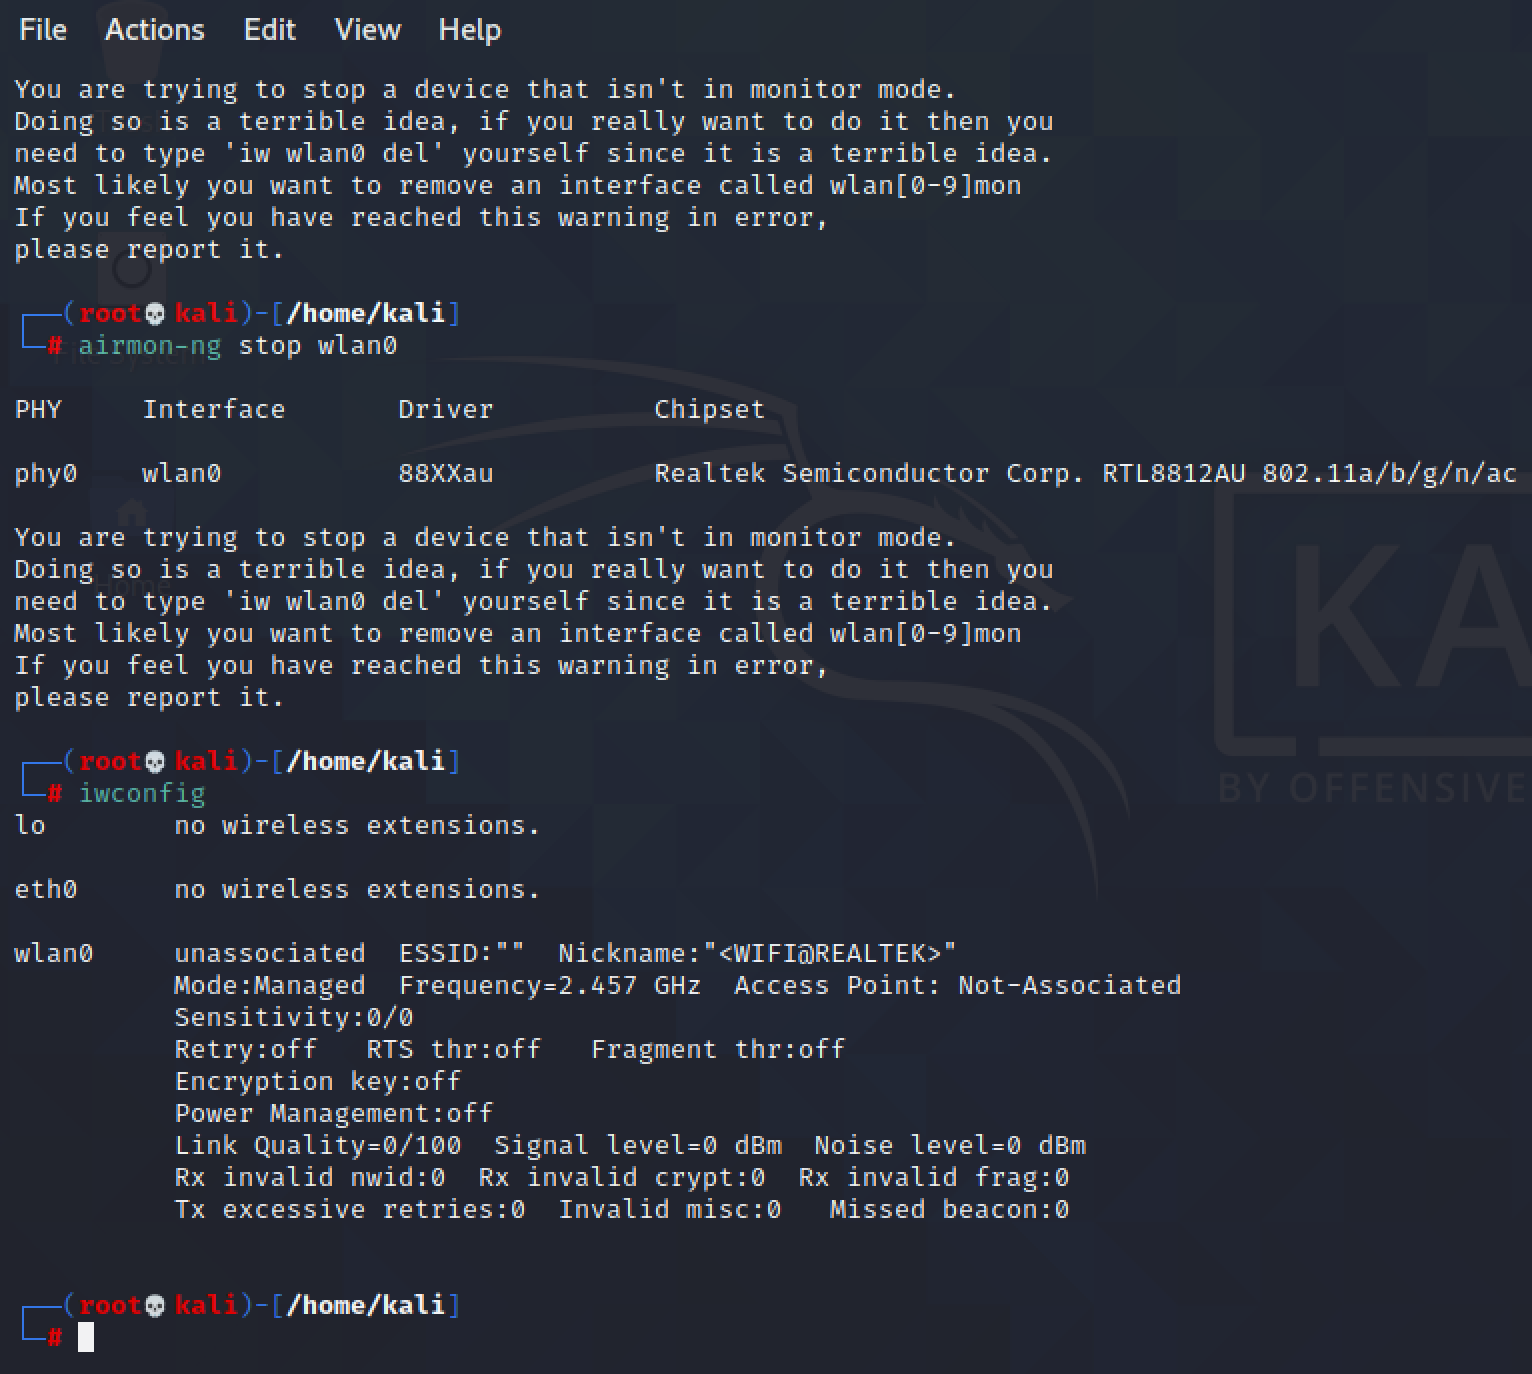 File Actions Edit View Help
You are trying to stop a device that isn't in monitor mode.
Doing so is a terrible idea, if you really want to do it then you
need to type 'iw wlan0 del' yourself since it is a terrible idea.
Most likely you want to remove an interface called wlan[0-9]mon
If you feel you have reached this warning in error,
please report it.
(root💀kali)-[/home/kali]
# airmon-ng stop wlan0
PHY Interface Driver Chipset
phy0 wlan0 88XXau Realtek Semiconductor Corp. RTL8812AU 802.11a/b/g/n/ac
You are trying to stop a device that isn't in monitor mode.
Doing so is a terrible idea, if you really want to do it then you
need to type 'iw wlan0 del' yourself since it is a terrible idea.
Most likely you want to remove an interface called wlan[0-9]mon
If you feel you have reached this warning in error,
please report it.
(root💀kali)-[/home/kali]
# iwconfig
lo no wireless extensions.
eth0 no wireless extensions.
wlan0 unassociated ESSID:"" Nickname:"<WIFI@REALTEK>"
Mode:Managed Frequency=2.457 GHz Access Point: Not-Associated
Sensitivity:0/0
Retry:off RTS thr:off Fragment thr:off
Encryption key:off
Power Management:off
Link Quality=0/100 Signal level=0 dBm Noise level=0 dBm
Rx invalid nwid:0 Rx invalid crypt:0 Rx invalid frag:0
Tx excessive retries:0 Invalid misc:0 Missed beacon:0
(root💀kali)-[/home/kali]
#
File System
Home
KA
BY OFFENSIVE